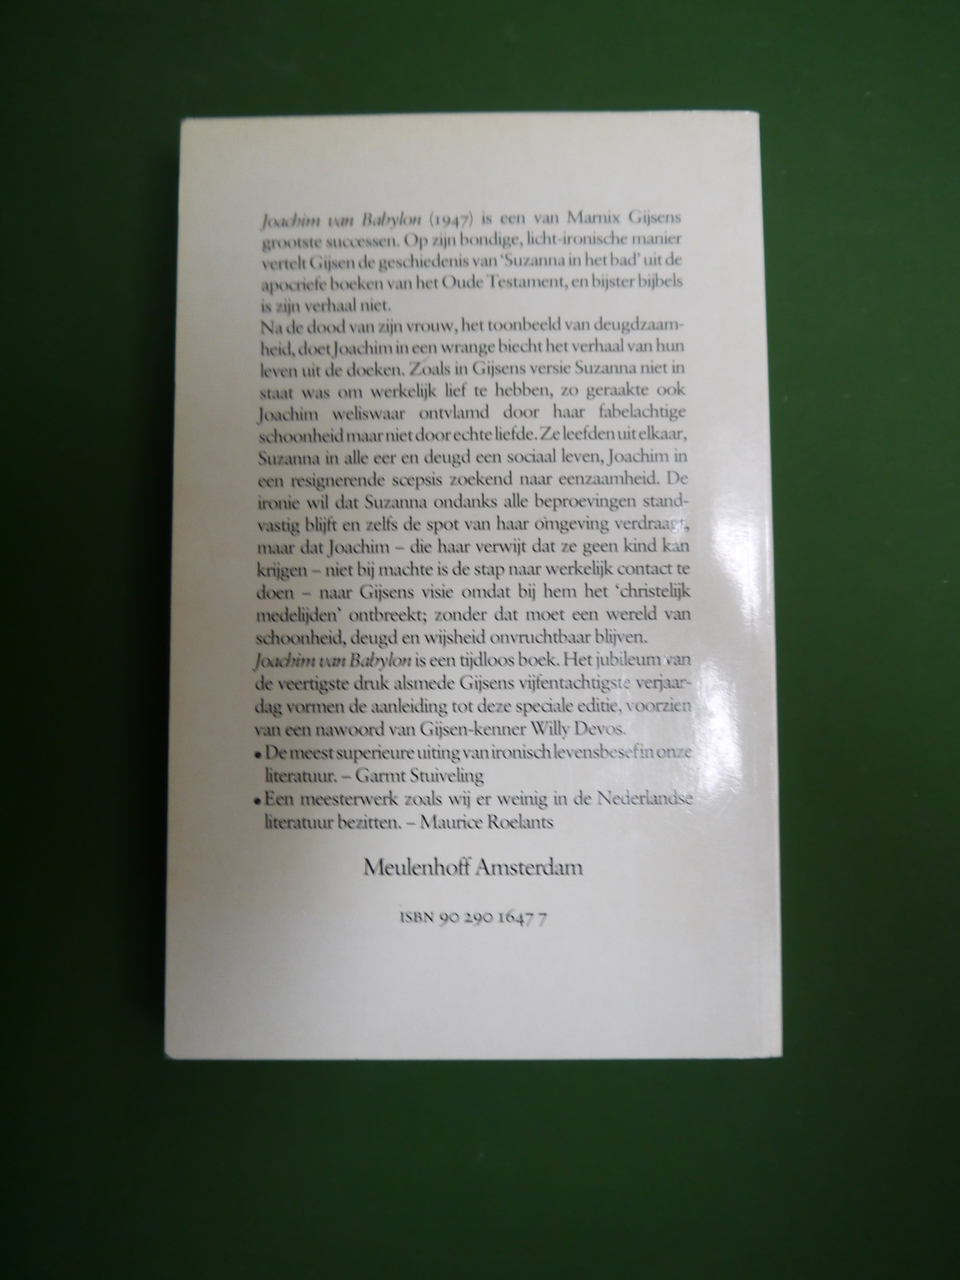 Joachim van Babylon (1947) is een van Marnix Gijsens
grootste successen. Op zijn bondige, licht-ironische manier
vertelt Gijsen de geschiedenis van ‘Suzanna in het bad’ uit de
apocriefe boeken van het Oude Testament, en bijster bijbels
is zijn verhaal niet.
Na de dood van zijn vrouw, het toonbeeld van deugdzaam-
heid, doet Joachim in een wrange biecht het verhaal van hun
leven uit de doeken. Zoals in Gijsens versie Suzanna niet in
staat was om werkelijk lief te hebben, zo geraakte ook
Joachim weliswaar ontvlamd door haar fabelachtige
schoonheid maar niet door echte liefde. Ze leefden uit elkaar,
Suzanna in alle eer en deugd een sociaal leven, Joachim in
een resignerende scepsis zoekend naar eenzaamheid. De
ironie wil dat Suzanna ondanks alle beproevingen stand-
vastig blijft en zelfs de spot van haar omgeving verdraagt,
maar dat Joachim – die haar verwijt dat ze geen kind kan
krijgen – niet bij machte is de stap naar werkelijk contact te
doen – naar Gijsens visie omdat bij hem het ‘christelijk
medelijden’ ontbreekt; zonder dat moet een wereld van
schoonheid, deugd en wijsheid onvruchtbaar blijven.
Joachim van Babylon is een tijdloos boek. Het jubileum van
de veertigste druk alsmede Gijsens vijfentachtigste verjaar-
dag vormen de aanleiding tot deze speciale editie, voorzien
van een nawoord van Gijsen-kenner Willy Devos.
• De meest superieure uiting van ironisch levensbesef in onze
literatuur. – Garmt Stuiveling
• Een meesterwerk zoals wij er weinig in de Nederlandse
literatuur bezitten. – Maurice Roelants
Meulenhoff Amsterdam
ISBN 90 290 1647 7